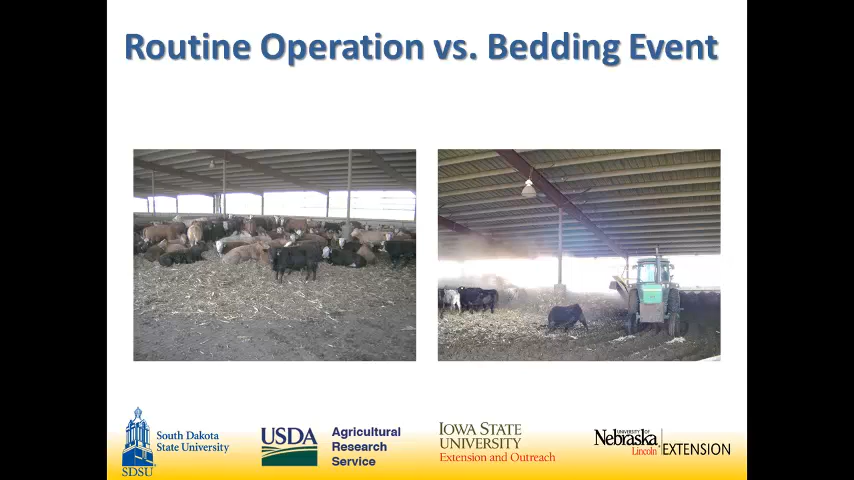 Routine Operation vs. Bedding Event
SDSU
South Dakota
State University
USDA
Agricultural
Research
Service
IOWA STATE
UNIVERSITY
Extension and Outreach
UNIVERSITY OF
Nebraska
Lincoln
EXTENSION